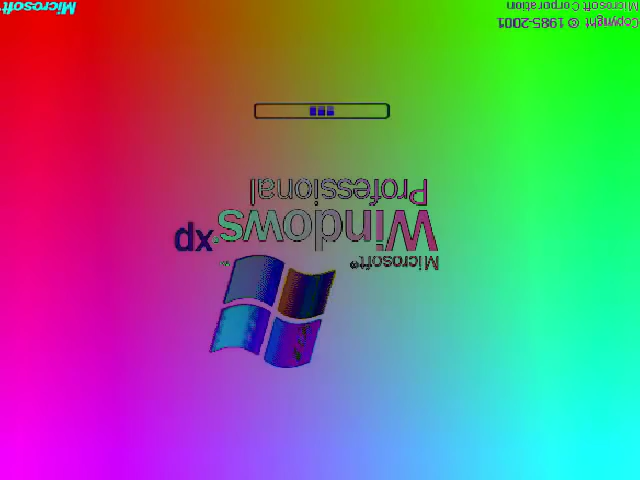 Microsoft®
Windows xp
Professional
Copyright © 1985-2001
Microsoft Corporation
Microsoft